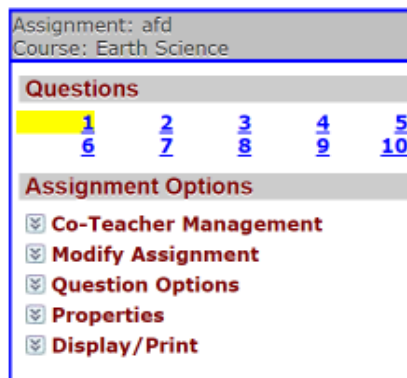 Assignment: afd
Course: Earth Science
Questions
1 2 3 4 5
6 7 8 9 10
Assignment Options
Co-Teacher Management
Modify Assignment
Question Options
Properties
Display/Print